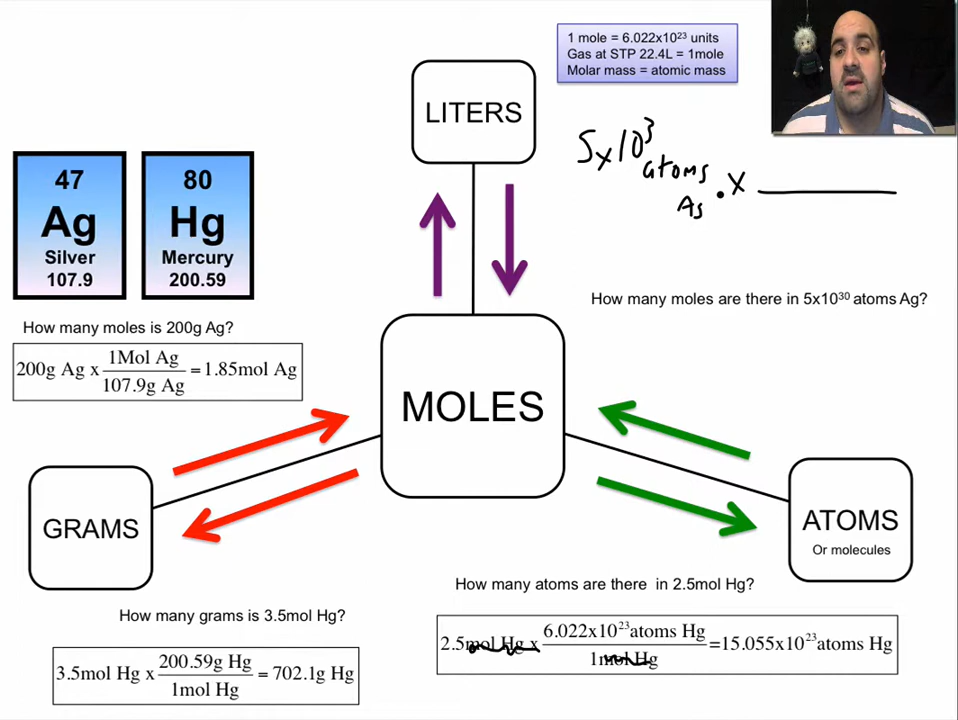 1 mole = 6.022x10²³ units
Gas at STP 22.4L = 1mole
Molar mass = atomic mass
LITERS
5x10³
atoms
Ag
. x
47
Ag
Silver
107.9
80
Hg
Mercury
200.59
How many moles are there in 5x10³⁰ atoms Ag?
How many moles is 200g Ag?
200g Ag x 1Mol Ag / 107.9g Ag = 1.85mol Ag
MOLES
GRAMS
ATOMS
Or molecules
How many atoms are there in 2.5mol Hg?
2.5mol Hg x 6.022x10²³atoms Hg / 1mol Hg =15.055x10²³atoms Hg
How many grams is 3.5mol Hg?
3.5mol Hg x 200.59g Hg / 1mol Hg = 702.1g Hg